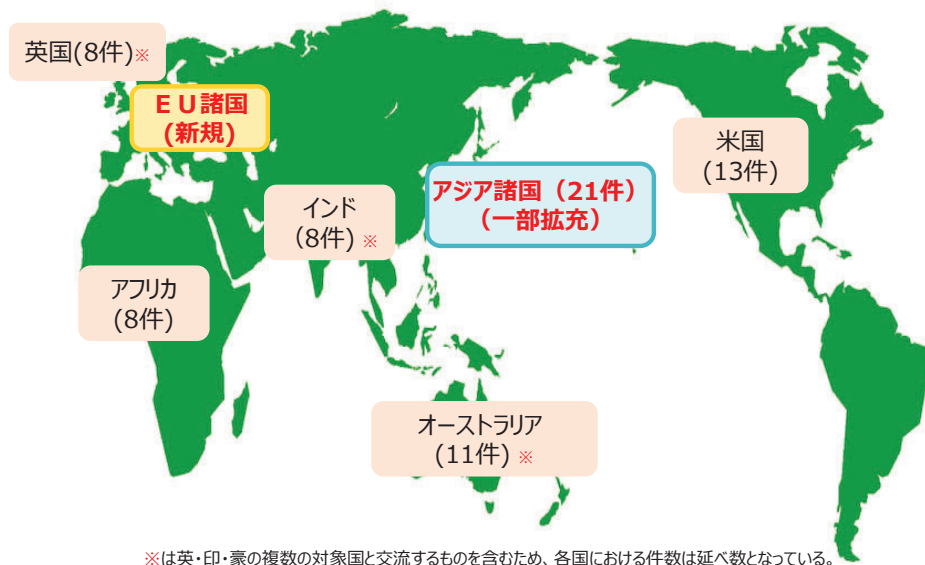 英国(8件)※
ＥＵ諸国
(新規)
米国
(13件)
アジア諸国（21件）
（一部拡充）
インド
(8件) ※
アフリカ
(8件)
オーストラリア
(11件) ※
※は英・印・豪の複数の対象国と交流するものを含むため、各国における件数は延べ数となっている。